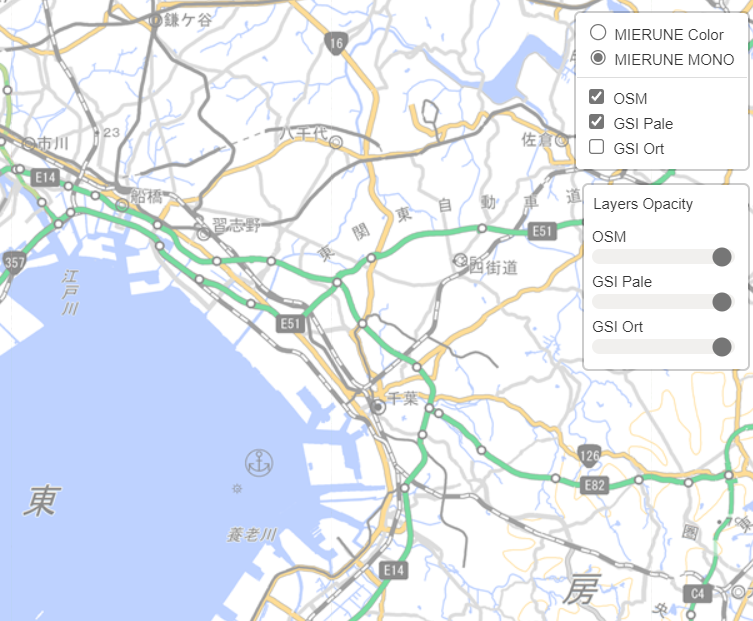 鎌ケ谷
16
MIERUNE Color
MIERUNE MONO
OSM
GSI Pale
GSI Ort
市川
23
八千代
佐倉
E14
船橋
習志野
東関東自動車道
E51
Layers Opacity
OSM
GSI Pale
GSI Ort
357
江戸川
四街道
E51
千葉
126
E82
東
養老川
圏
E14
房
C4
央